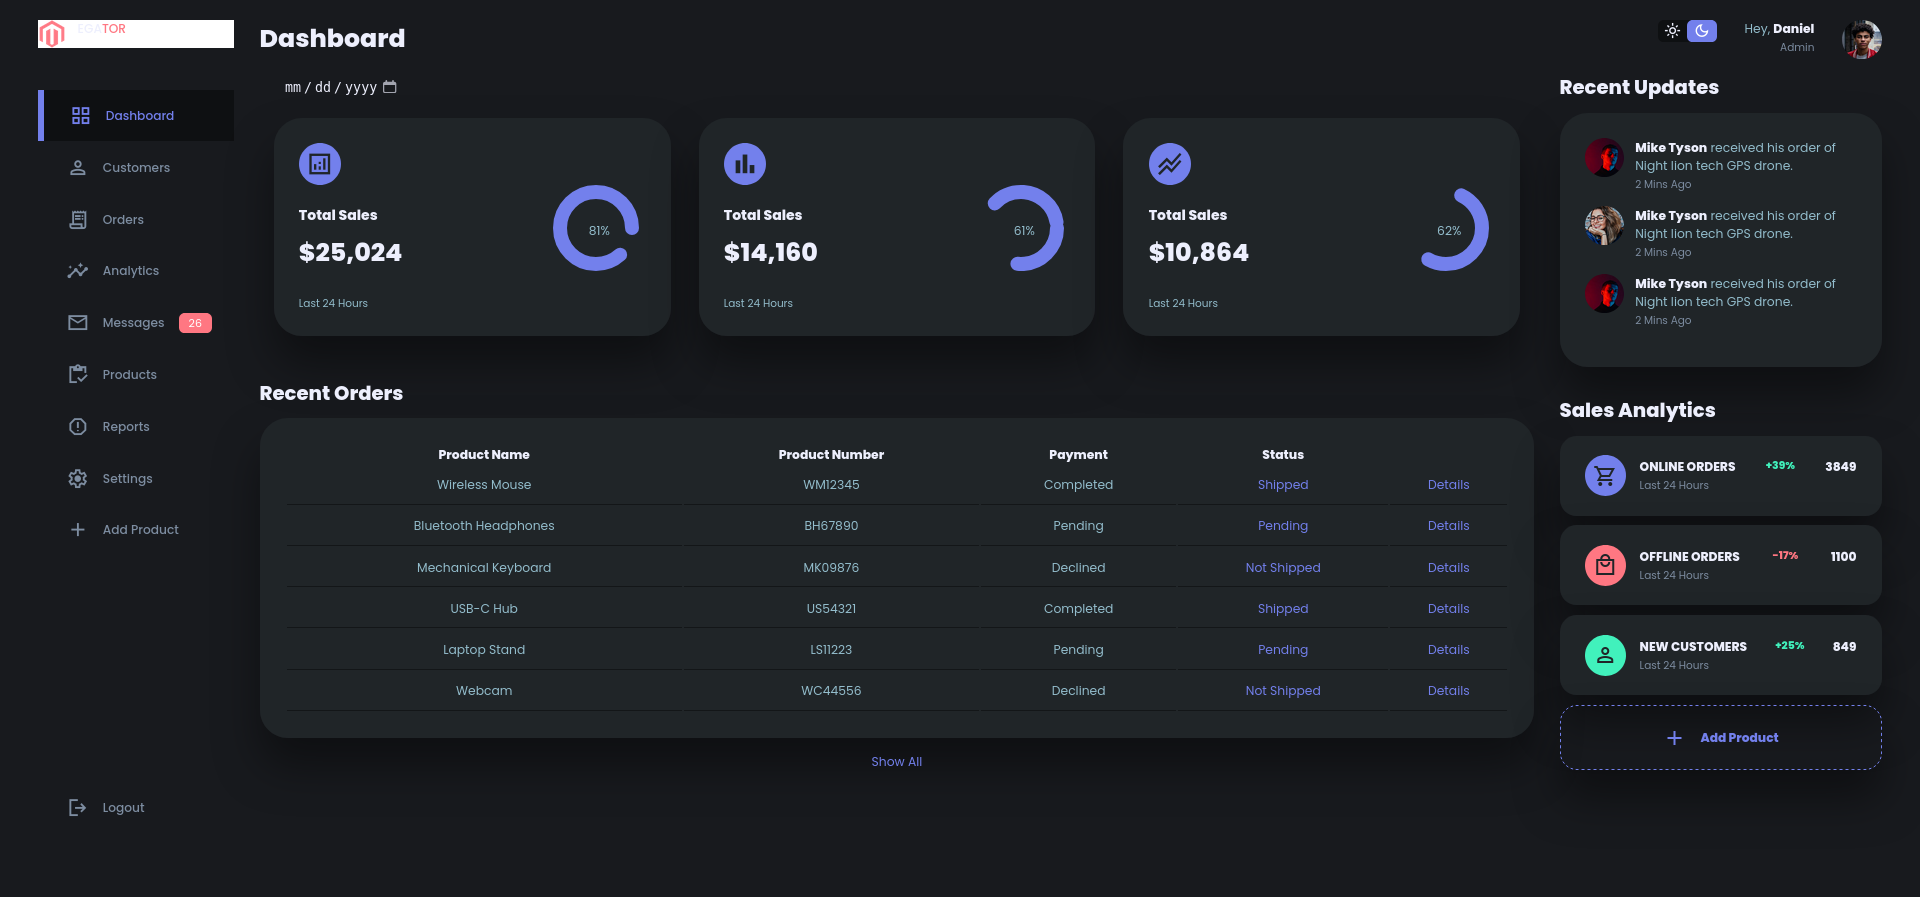 EGATOR
Dashboard
Customers
Orders
Analytics
Messages 26
Products
Reports
Settings
Add Product
Logout
Dashboard
mm/dd/yyyy
Total Sales
$25,024
81%
Last 24 Hours
Total Sales
$14,160
61%
Last 24 Hours
Total Sales
$10,864
62%
Last 24 Hours
Recent Orders
Product Name Product Number Payment Status
Wireless Mouse WM12345 Completed Shipped Details
Bluetooth Headphones BH67890 Pending Pending Details
Mechanical Keyboard MK09876 Declined Not Shipped Details
USB-C Hub US54321 Completed Shipped Details
Laptop Stand LS11223 Pending Pending Details
Webcam WC44556 Declined Not Shipped Details
Show All
Hey, Daniel
Admin
Recent Updates
Mike Tyson received his order of
Night lion tech GPS drone.
2 Mins Ago
Mike Tyson received his order of
Night lion tech GPS drone.
2 Mins Ago
Mike Tyson received his order of
Night lion tech GPS drone.
2 Mins Ago
Sales Analytics
ONLINE ORDERS +39% 3849
Last 24 Hours
OFFLINE ORDERS -17% 1100
Last 24 Hours
NEW CUSTOMERS +25% 849
Last 24 Hours
Add Product